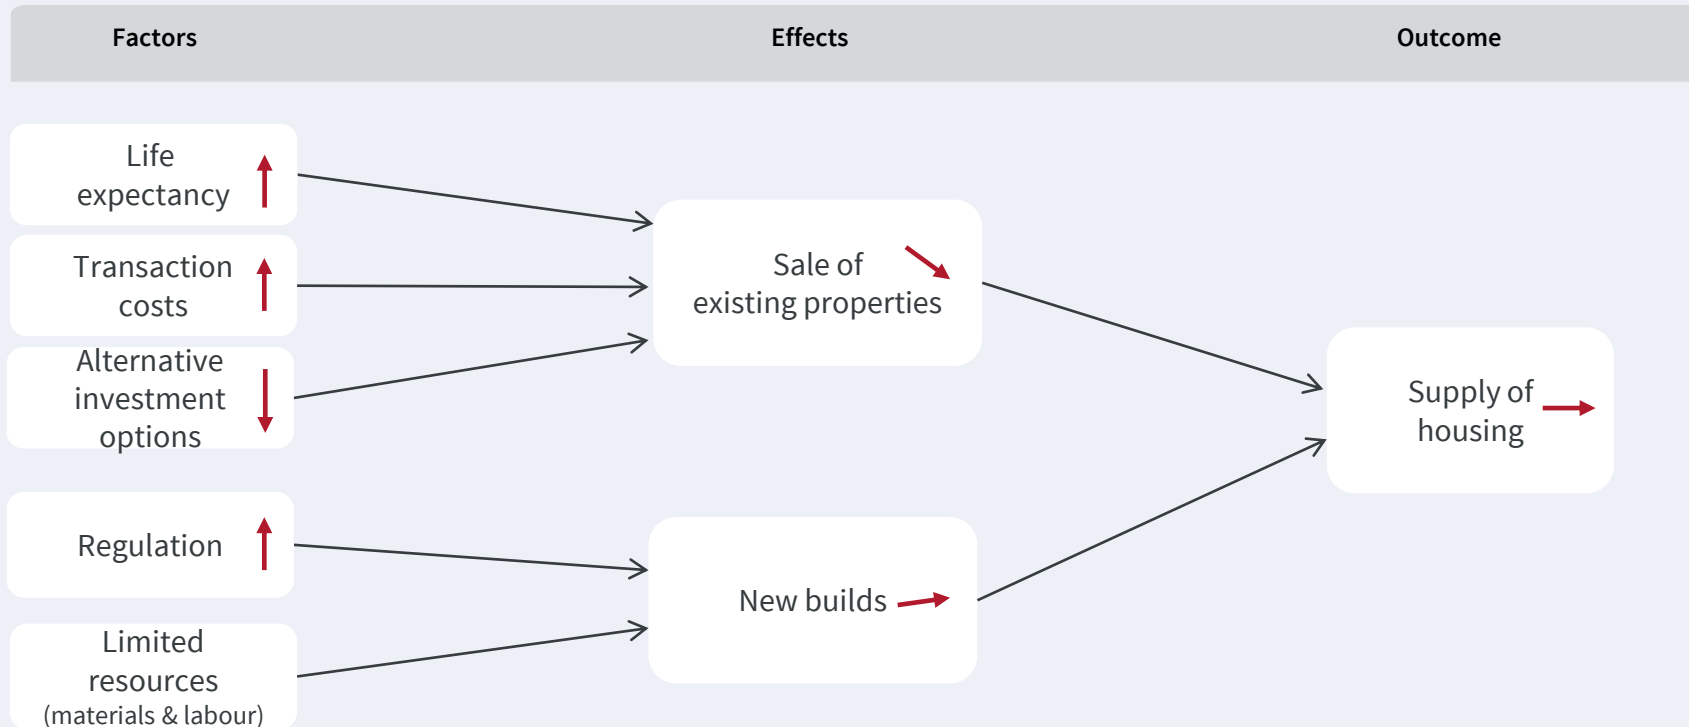 Factors
Effects
Outcome
Life
expectancy
Transaction
costs
Alternative
investment
options
Regulation
Limited
resources
(materials & labour)
Sale of
existing properties
New builds
Supply of
housing